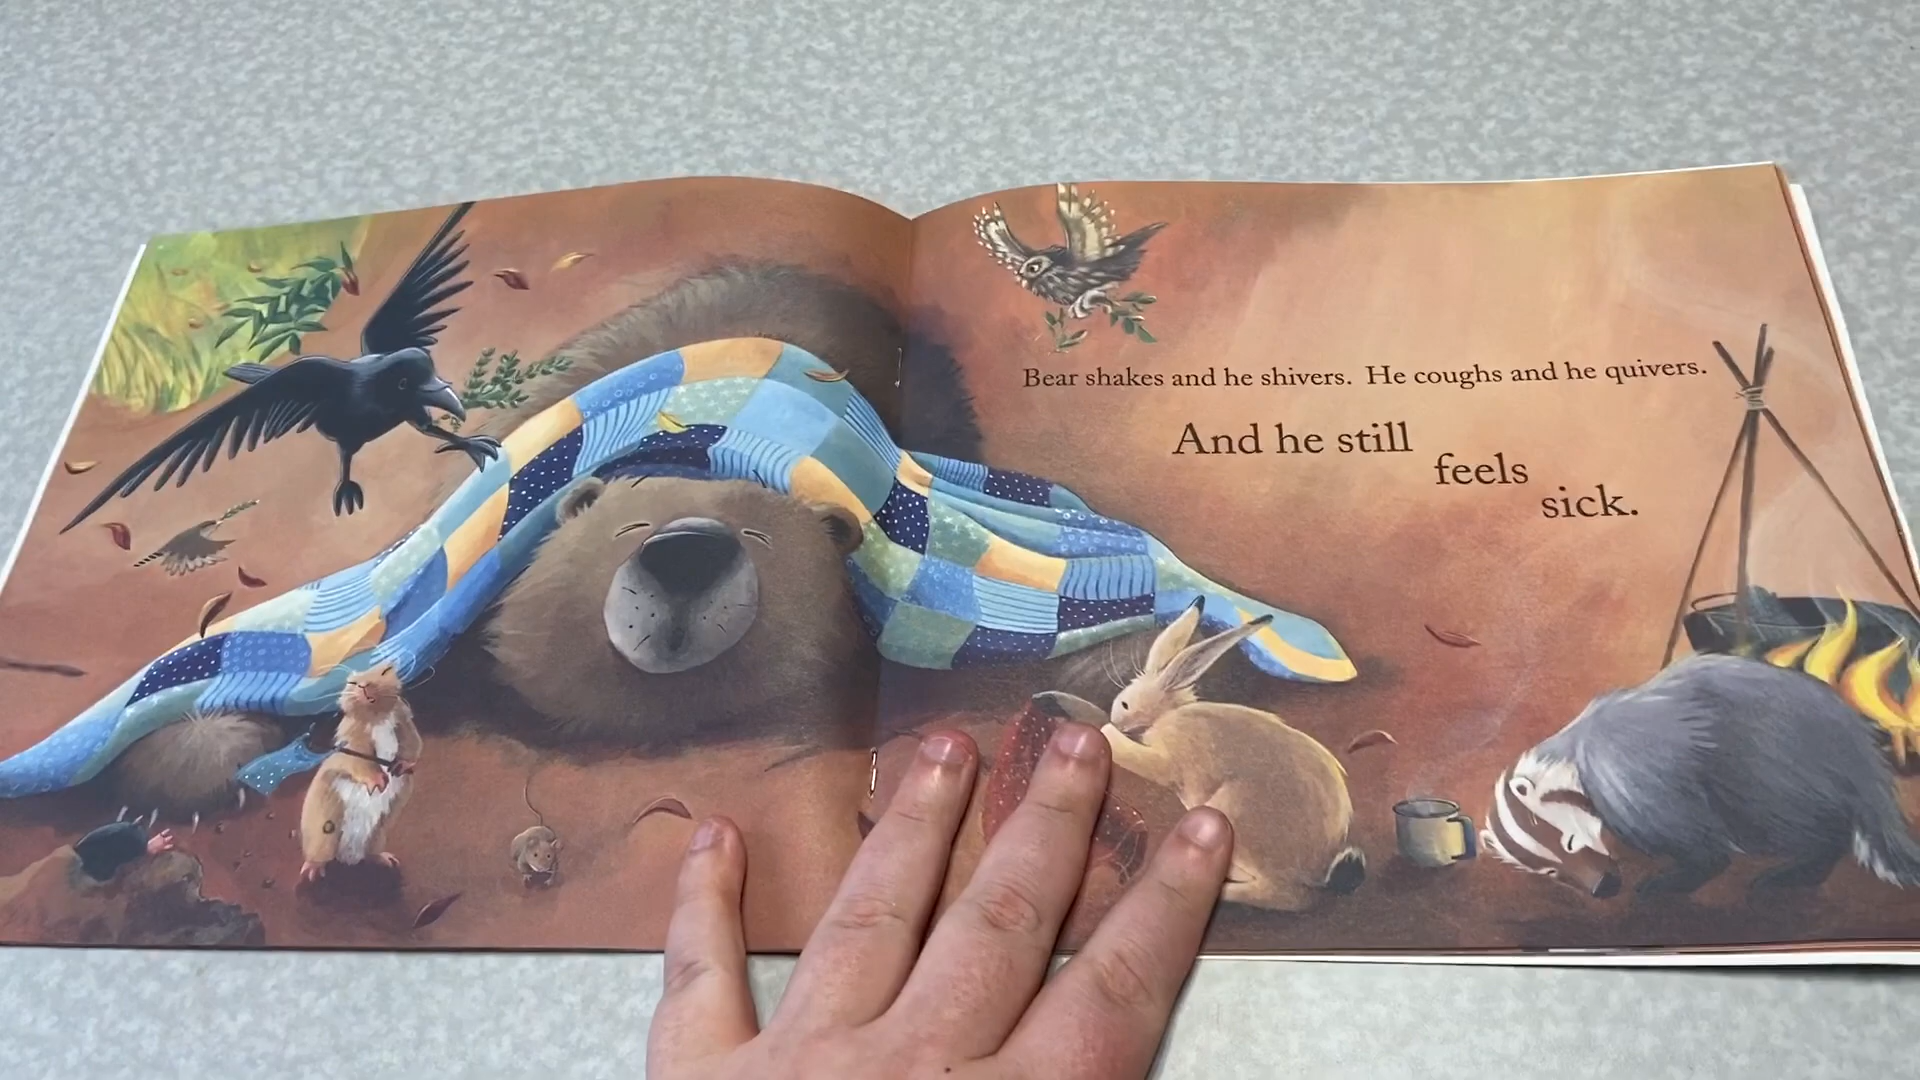 Bear shakes and he shivers. He coughs and he quivers.
And he still
feels
sick.